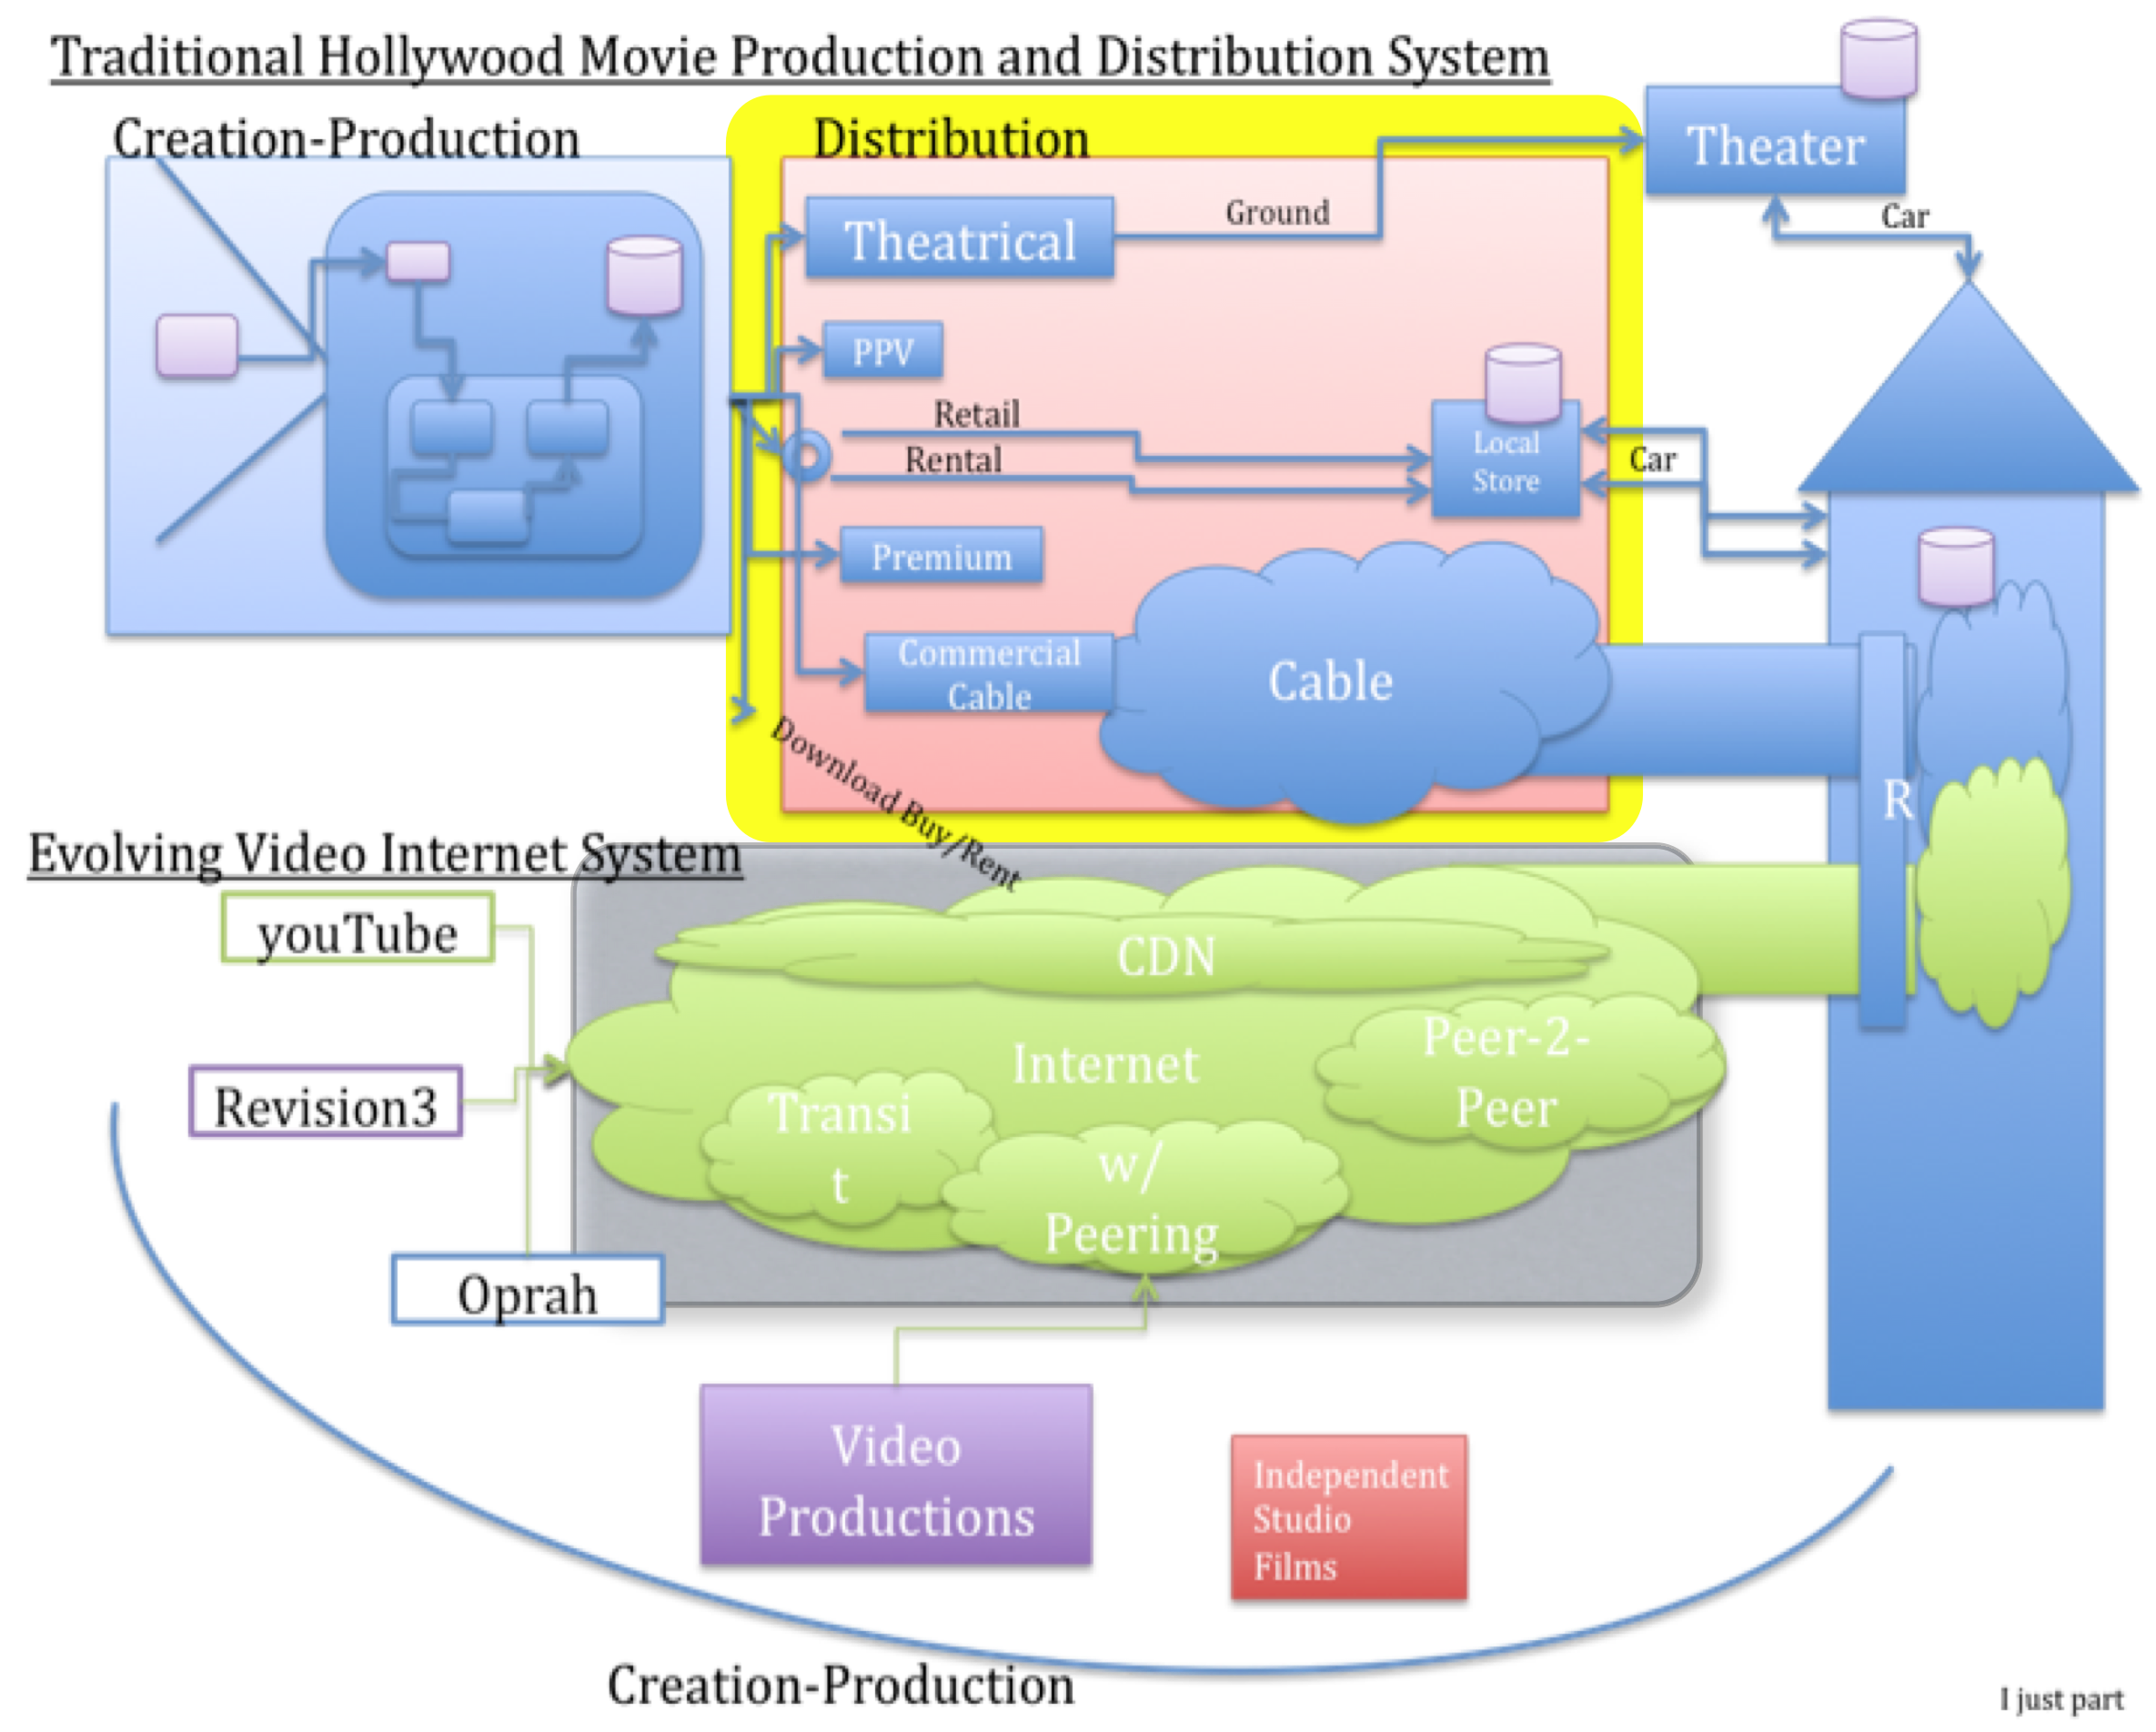 Traditional Hollywood Movie Production and Distribution System
Creation-Production
Distribution
Theater
Theatrical
Ground
Car
PPV
Retail
Rental
Local
Store
Car
Premium
Commercial
Cable
Cable
Download Buy/Rent
R
Evolving Video Internet System
youTube
CDN
Internet
Peer-2-
Peer
Revision3
Transi
t
w/
Peering
Oprah
Video
Productions
Independent
Studio
Films
Creation-Production
I just part